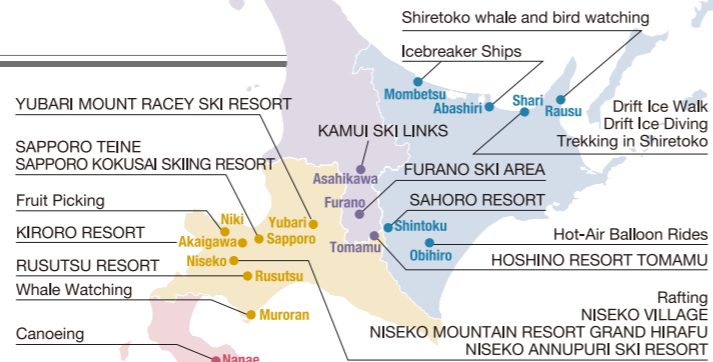 Shiretoko whale and bird watching
Icebreaker Ships
Mombetsu
Abashiri
Shari
Rausu
Drift Ice Walk
Drift Ice Diving
Trekking in Shiretoko
YUBARI MOUNT RACEY SKI RESORT
KAMUI SKI LINKS
SAPPORO TEINE
SAPPORO KOKUSAI SKIING RESORT
Asahikawa
FURANO SKI AREA
Fruit Picking
Furano
SAHORO RESORT
Niki
Yubari
Shintoku
KIRORO RESORT
Akaigawa
Sapporo
Tomamu
Obihiro
Hot-Air Balloon Rides
Niseko
HOSHINO RESORT TOMAMU
RUSUTSU RESORT
Rusutsu
Whale Watching
Muroran
Rafting
NISEKO VILLAGE
NISEKO MOUNTAIN RESORT GRAND HIRAFU
NISEKO ANNUPURI SKI RESORT
Canoeing
Nanae